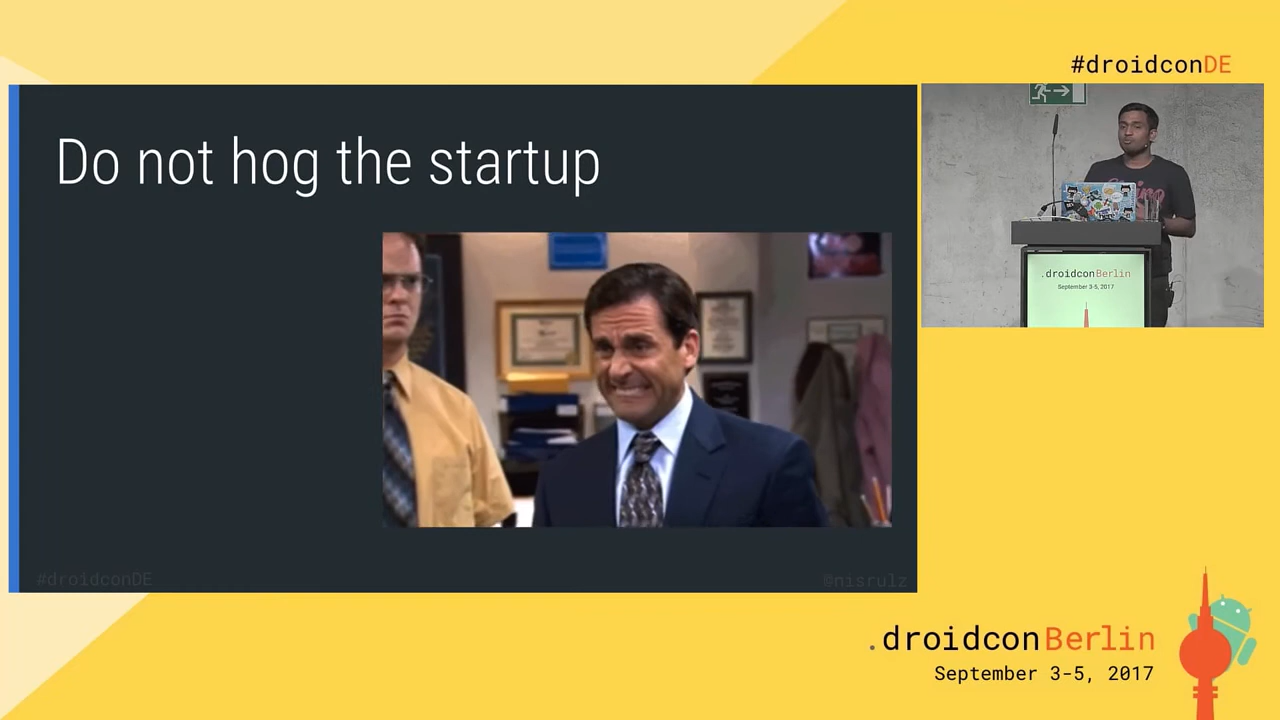 #droidconDE
Do not hog the startup
#droidconDE
@nisrulz
.droidconBerlin
September 3-5, 2017
.droidconBerlin
September 3-5, 2017